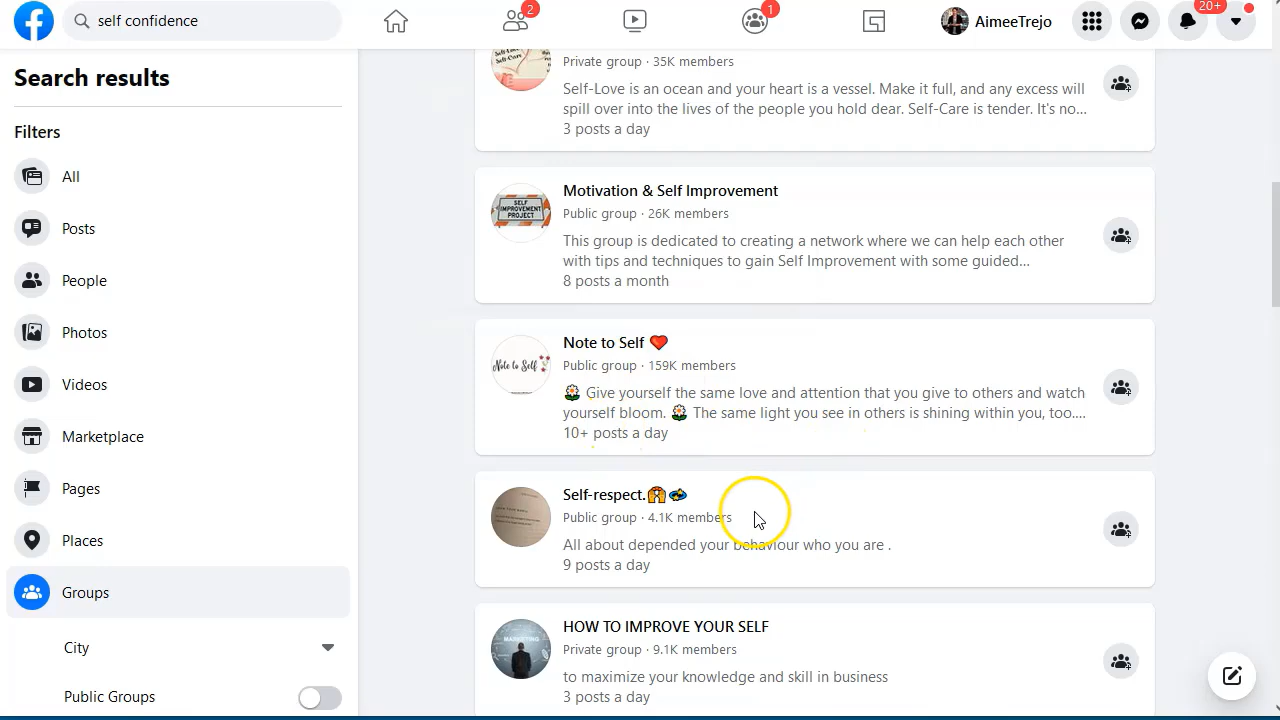 self confidence
2
1
AimeeTrejo
20+
Search results
Filters
All
Posts
People
Photos
Videos
Marketplace
Pages
Places
Groups
City
Public Groups
Private group · 35K members
Self-Love is an ocean and your heart is a vessel. Make it full, and any excess will
spill over into the lives of the people you hold dear. Self-Care is tender. It's no...
3 posts a day
SELF IMPROVEMENT PROJECT
Motivation & Self Improvement
Public group · 26K members
This group is dedicated to creating a network where we can help each other
with tips and techniques to gain Self Improvement with some guided...
8 posts a month
Note to Self
Note to Self ❤️
Public group · 159K members
🌼 Give yourself the same love and attention that you give to others and watch
yourself bloom. 🌼 The same light you see in others is shining within you, too....
10+ posts a day
Self-respect.🙌💫
Public group · 4.1K members
All about depended your behaviour who you are .
9 posts a day
MARKETING
HOW TO IMPROVE YOUR SELF
Private group · 9.1K members
to maximize your knowledge and skill in business
3 posts a day